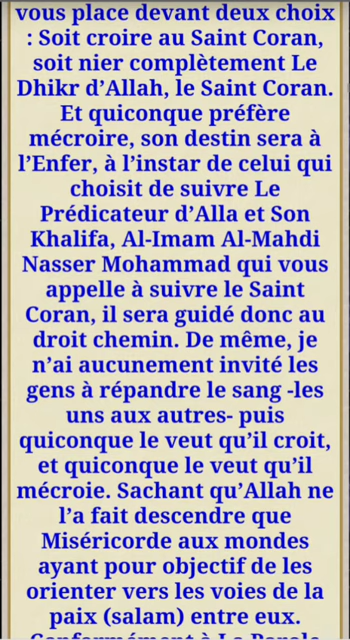 vous place devant deux choix
: Soit croire au Saint Coran,
soit nier complètement Le
Dhikr d’Allah, le Saint Coran.
Et quiconque préfère
mécroire, son destin sera à
l’Enfer, à l’instar de celui qui
choisit de suivre Le
Prédicateur d’Alla et Son
Khalifa, Al-Imam Al-Mahdi
Nasser Mohammad qui vous
appelle à suivre le Saint
Coran, il sera guidé donc au
droit chemin. De même, je
n’ai aucunement invité les
gens à répandre le sang -les
uns aux autres- puis
quiconque le veut qu’il croit,
et quiconque le veut qu’il
mécroie. Sachant qu’Allah ne
l’a fait descendre que
Miséricorde aux mondes
ayant pour objectif de les
orienter vers les voies de la
paix (salam) entre eux.
Conformément à La Parole